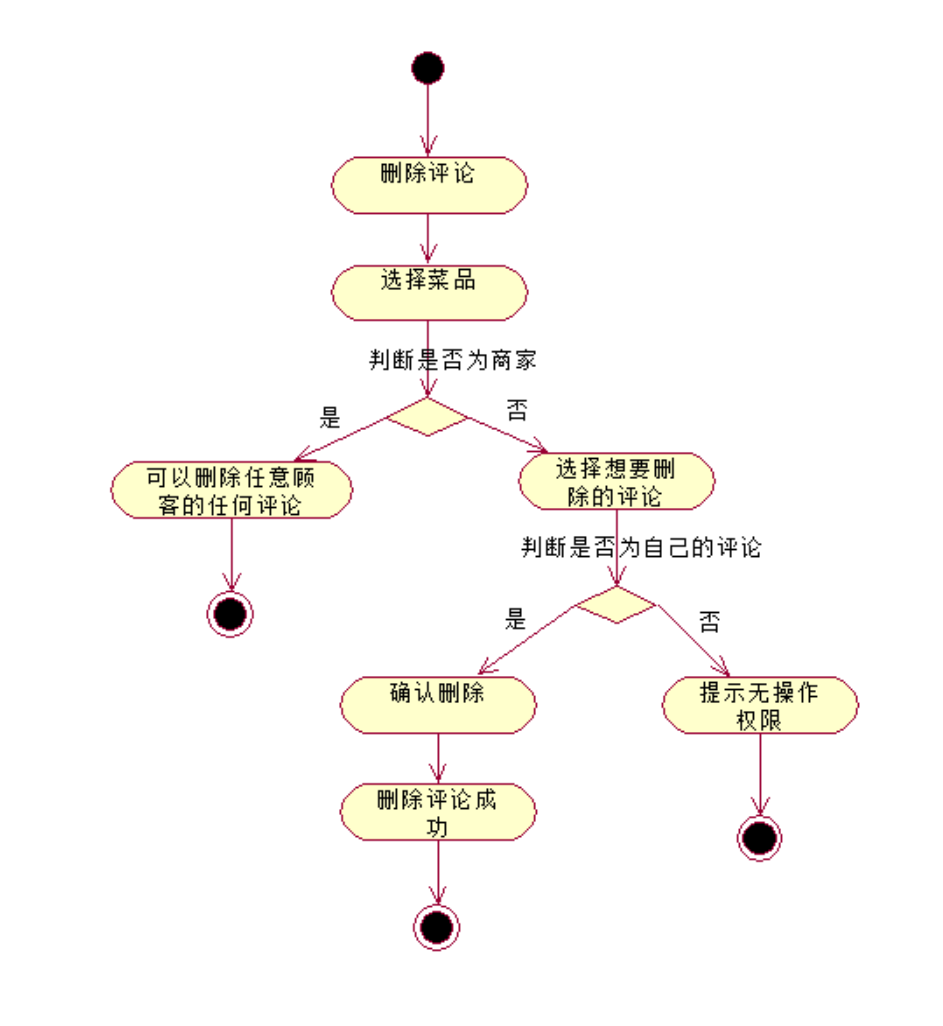 删除评论
选择菜品
判断是否为商家
是
否
可以删除任意顾
客的任何评论
选择想要删
除的评论
判断是否为自己的评论
是
否
确认删除
提示无操作
权限
删除评论成
功